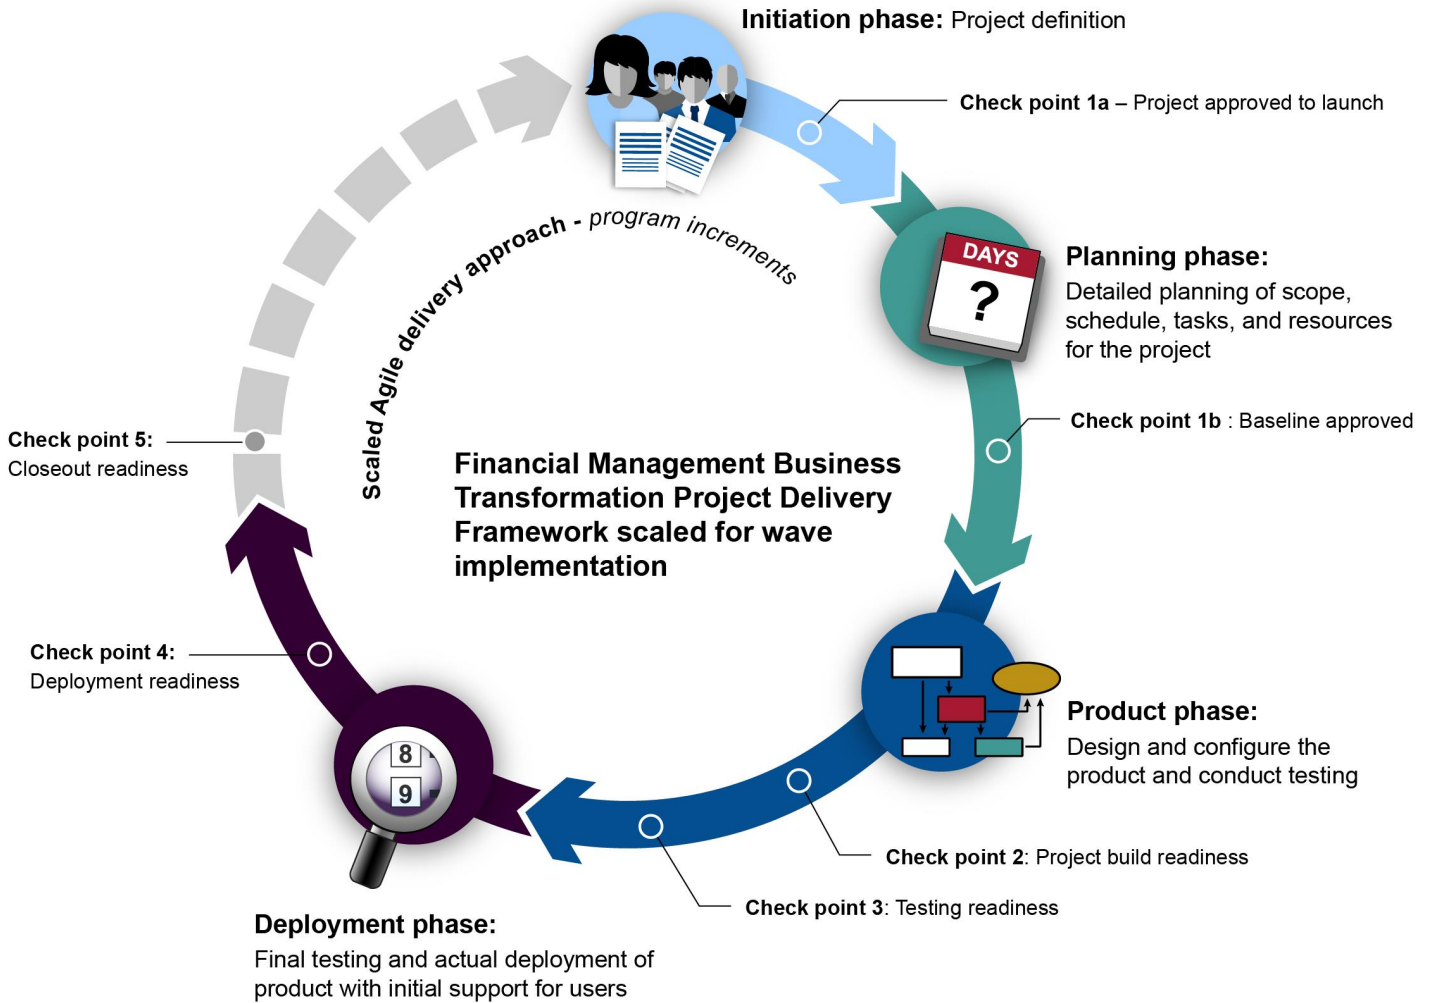 Initiation phase: Project definition
Check point 1a – Project approved to launch
DAYS
?
Planning phase:
Detailed planning of scope,
schedule, tasks, and resources
for the project
Check point 1b : Baseline approved
Scaled Agile delivery approach - program increments
Financial Management Business
Transformation Project Delivery
Framework scaled for wave
implementation
Check point 5:
Closeout readiness
Check point 4:
Deployment readiness
Product phase:
Design and configure the
product and conduct testing
8
9
Check point 2: Project build readiness
Check point 3: Testing readiness
Deployment phase:
Final testing and actual deployment of
product with initial support for users